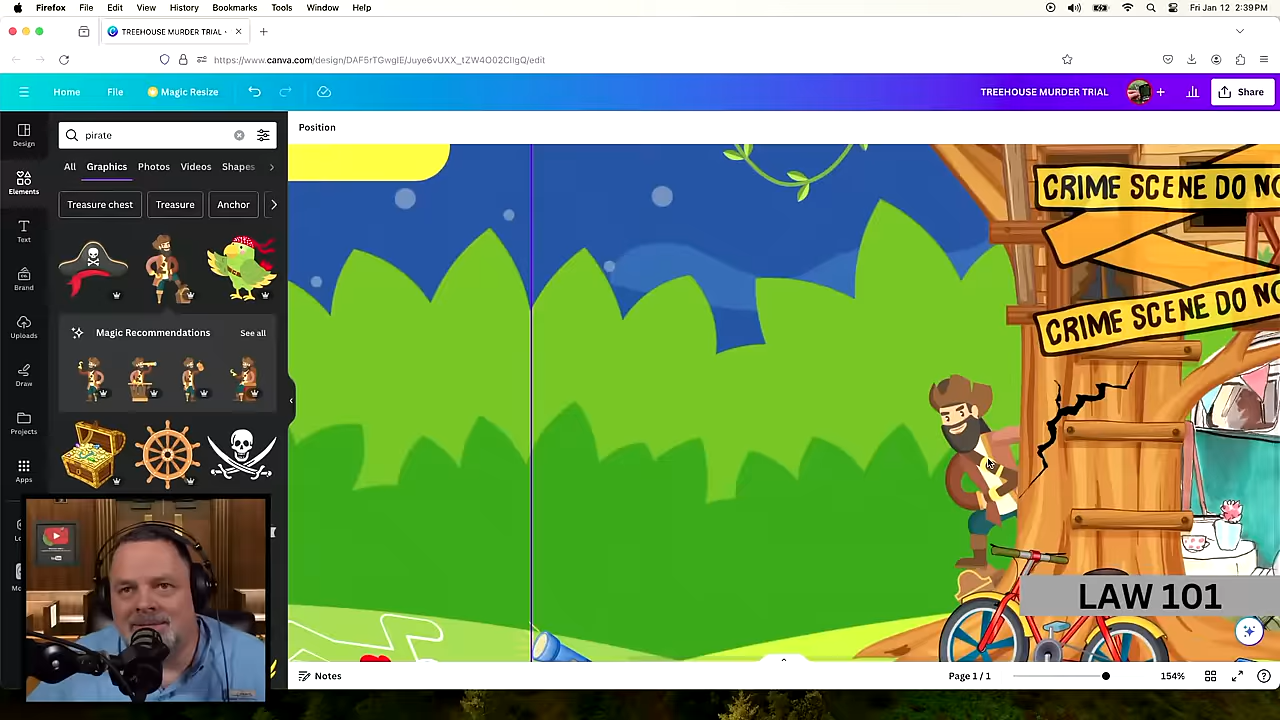 Firefox File Edit View History Bookmarks Tools Window Help Fri Jan 12 2:39 PM
TREEHOUSE MURDER TRIAL
https://www.canva.com/design/DAF5rTGwglE/Juye6vUXX_tZW4O02CIlgQ/edit
Home File Magic Resize TREEHOUSE MURDER TRIAL Share
Design
pirate
Position
All Graphics Photos Videos Shapes
Elements
Treasure chest Treasure Anchor
Text
Brand
Uploads
Draw
Projects
Apps
Magic Recommendations See all
CRIME SCENE DO NO
CRIME SCENE DO NO
LAW 101
Notes Page 1 / 1 154%